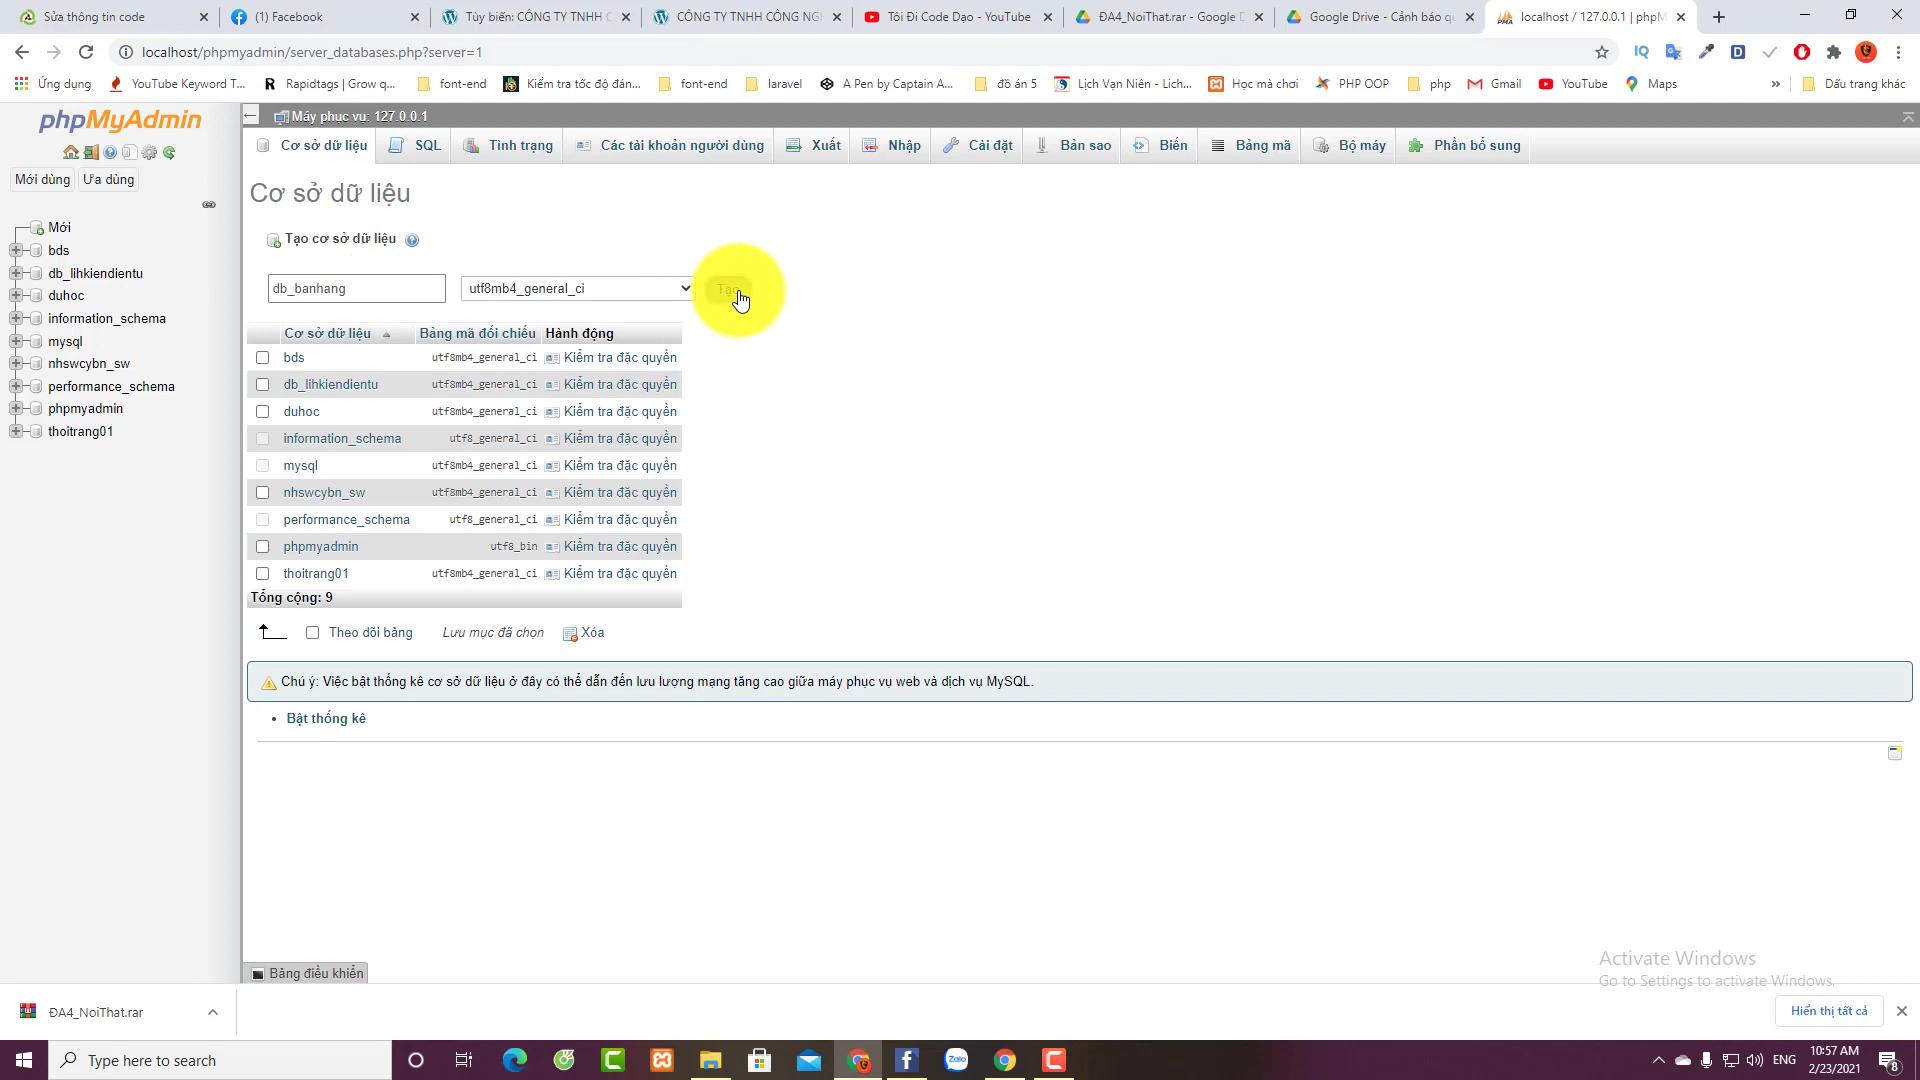 Sửa thông tin code
(1) Facebook
Tùy biến: CÔNG TY TNHH C
CÔNG TY TNHH CÔNG NGH
Tôi Đi Code Dạo - YouTube
ĐA4_NoiThat.rar - Google D
Google Drive - Cảnh báo qu
localhost / 127.0.0.1 | phpM
localhost/phpmyadmin/server_databases.php?server=1
Ứng dụng
YouTube Keyword T...
Rapidtags | Grow q...
font-end
Kiểm tra tốc độ đán...
font-end
laravel
A Pen by Captain A...
đồ án 5
Lịch Vạn Niên - Lich...
Học mà chơi
PHP OOP
php
Gmail
YouTube
Maps
»
Dấu trang khác
phpMyAdmin
Mới dùng
Ưa dùng
Mới
bds
db_lihkiendientu
duhoc
information_schema
mysql
nhswcybn_sw
performance_schema
phpmyadmin
thoitrang01
Máy phục vụ: 127.0.0.1
Cơ sở dữ liệu
SQL
Tình trạng
Các tài khoản người dùng
Xuất
Nhập
Cài đặt
Bản sao
Biến
Bảng mã
Bộ máy
Phần bổ sung
Cơ sở dữ liệu
Tạo cơ sở dữ liệu
db_banhang
utf8mb4_general_ci
Tạo
Cơ sở dữ liệu Bảng mã đối chiếu Hành động
bds utf8mb4_general_ci Kiểm tra đặc quyền
db_lihkiendientu utf8mb4_general_ci Kiểm tra đặc quyền
duhoc utf8mb4_general_ci Kiểm tra đặc quyền
information_schema utf8_general_ci Kiểm tra đặc quyền
mysql utf8mb4_general_ci Kiểm tra đặc quyền
nhswcybn_sw utf8mb4_general_ci Kiểm tra đặc quyền
performance_schema utf8_general_ci Kiểm tra đặc quyền
phpmyadmin utf8_bin Kiểm tra đặc quyền
thoitrang01 utf8mb4_general_ci Kiểm tra đặc quyền
Tổng cộng: 9
Theo dõi bảng
Lưu mục đã chọn
Xóa
Chú ý: Việc bật thống kê cơ sở dữ liệu ở đây có thể dẫn đến lưu lượng mạng tăng cao giữa máy phục vụ web và dịch vụ MySQL.
Bật thống kê
Bảng điều khiển
Activate Windows
Go to Settings to activate Windows.
ĐA4_NoiThat.rar
Hiển thị tất cả
Type here to search
Zalo
ENG
10:57 AM
2/23/2021
8